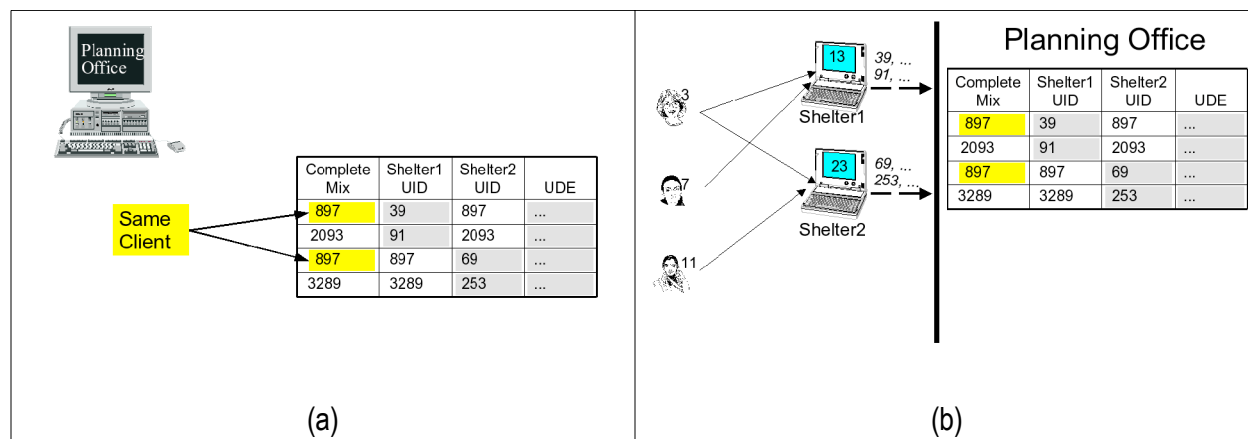 Planning
Office
Same
Client
Complete Mix Shelter1 UID Shelter2 UID UDE
897 39 897 ...
2093 91 2093 ...
897 897 69 ...
3289 3289 253 ...
(a)
3
7
11
13
Shelter1
39, ...
91, ...
23
Shelter2
69, ...
253, ...
Planning Office
Complete Mix Shelter1 UID Shelter2 UID UDE
897 39 897 ...
2093 91 2093 ...
897 897 69 ...
3289 3289 253 ...
(b)